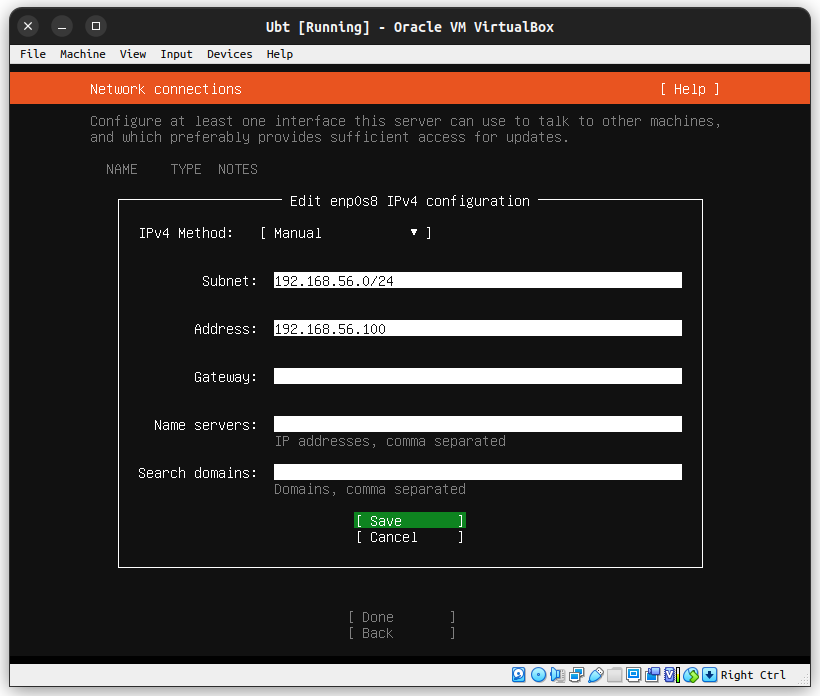 Ubt [Running] - Oracle VM VirtualBox
File Machine View Input Devices Help
Network connections [ Help ]
Configure at least one interface this server can use to talk to other machines,
and which preferably provides sufficient access for updates.
NAME TYPE NOTES
Edit enp0s8 IPv4 configuration
IPv4 Method: [ Manual ▾ ]
Subnet: 192.168.56.0/24
Address: 192.168.56.100
Gateway:
Name servers:
IP addresses, comma separated
Search domains:
Domains, comma separated
[ Save ]
[ Cancel ]
[ Done ]
[ Back ]
Right Ctrl